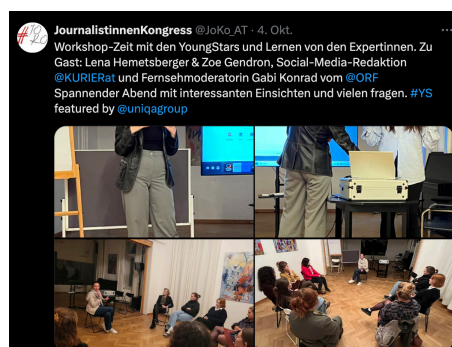 JournalistinnenKongress @JoKo_AT · 4. Okt.
Workshop-Zeit mit den YoungStars und Lernen von den Expertinnen. Zu
Gast: Lena Hemetsberger & Zoe Gendron, Social-Media-Redaktion
@KURIERat und Fernsehmoderatorin Gabi Konrad vom @ORF
Spannender Abend mit interessanten Einsichten und vielen fragen. #YS
featured by @uniqagroup